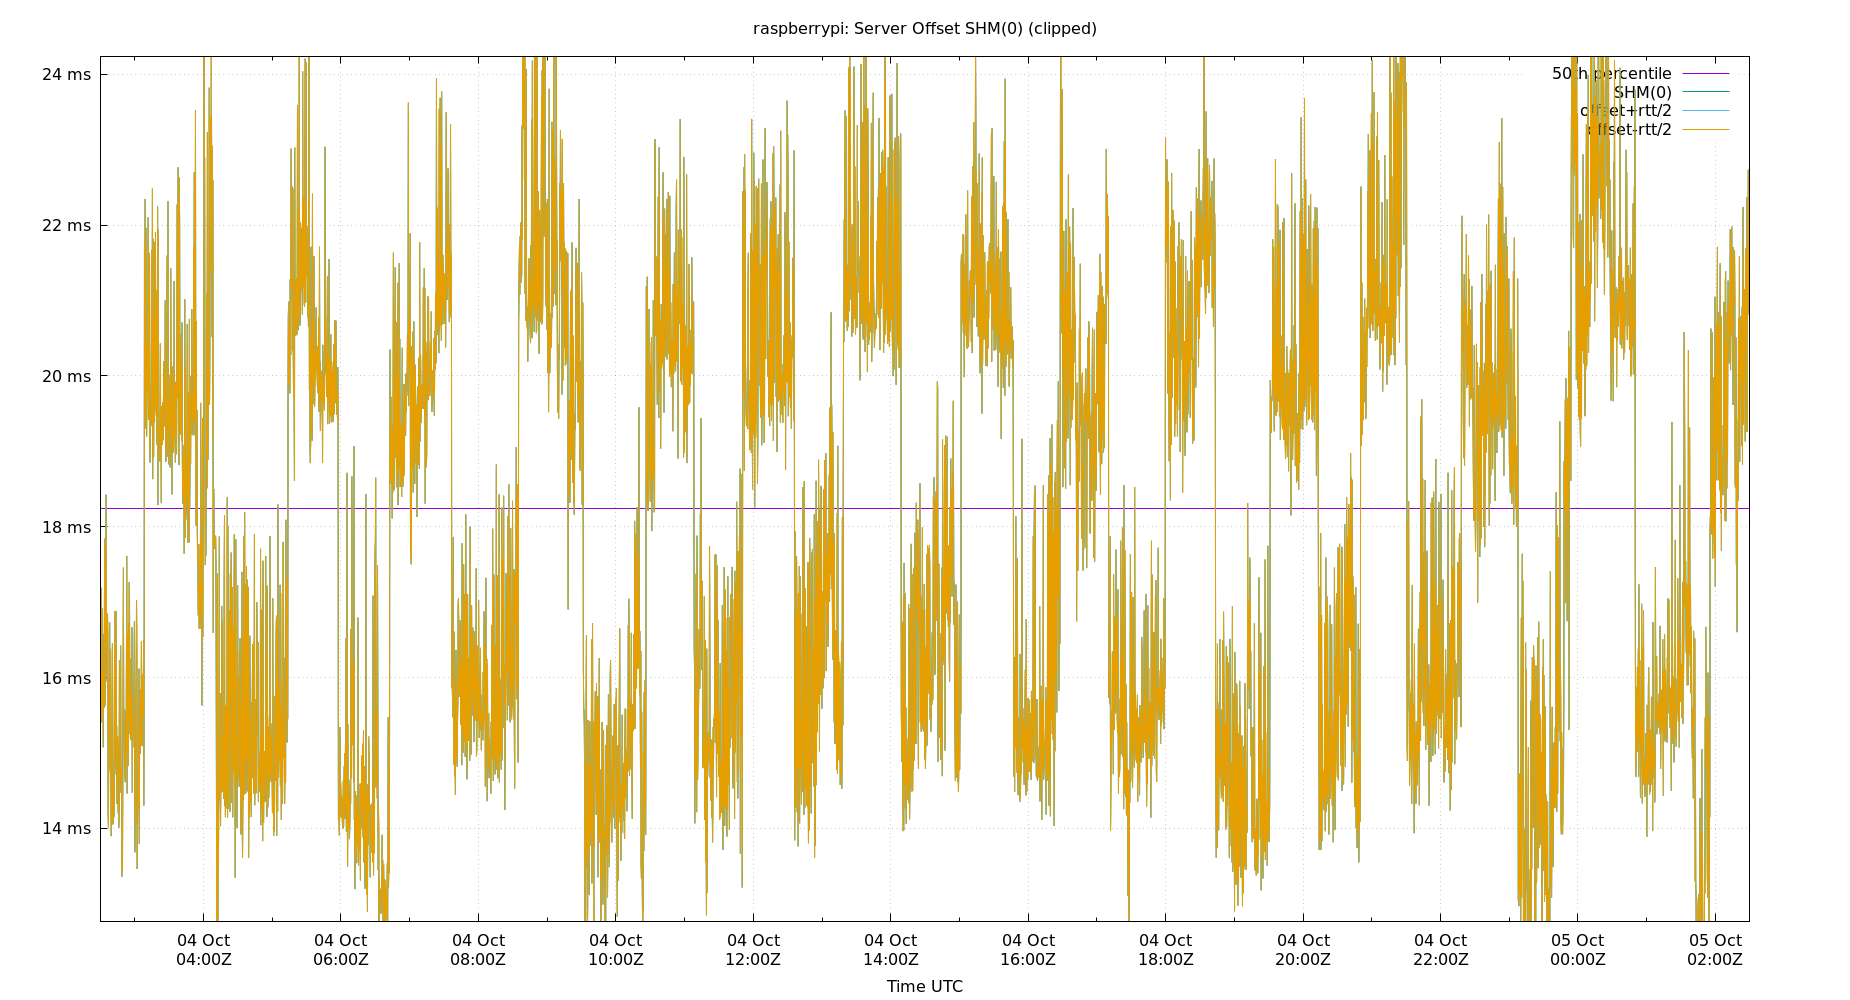 raspberrypi: Server Offset SHM(0) (clipped)
24 ms
22 ms
20 ms
18 ms
16 ms
14 ms
50th percentile
SHM(0)
offset+rtt/2
offset-rtt/2
04 Oct 04 Oct 04 Oct 04 Oct 04 Oct 04 Oct 04 Oct 04 Oct 04 Oct 04 Oct 05 Oct 05 Oct
04:00Z 06:00Z 08:00Z 10:00Z 12:00Z 14:00Z 16:00Z 18:00Z 20:00Z 22:00Z 00:00Z 02:00Z
Time UTC